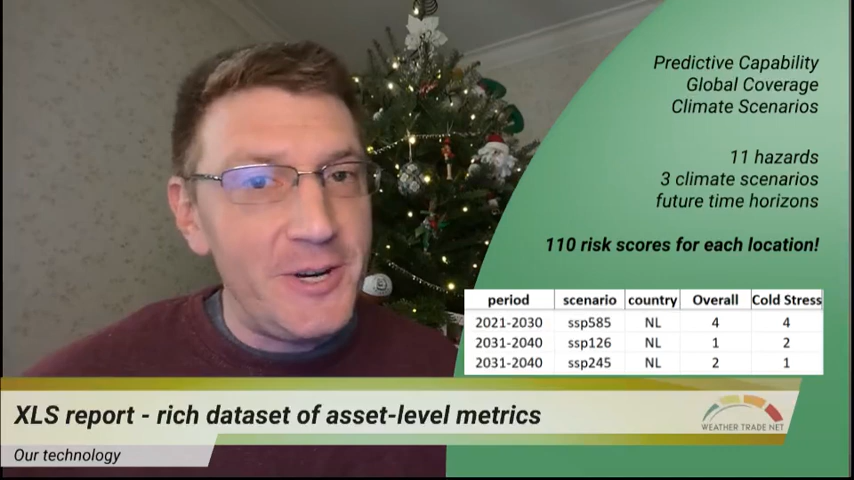 Predictive Capability
Global Coverage
Climate Scenarios
11 hazards
3 climate scenarios
future time horizons
110 risk scores for each location!
period scenario country Overall Cold Stress
2021-2030 ssp585 NL 4 4
2031-2040 ssp126 NL 1 2
2031-2040 ssp245 NL 2 1
XLS report - rich dataset of asset-level metrics
WEATHER TRADE NET
Our technology